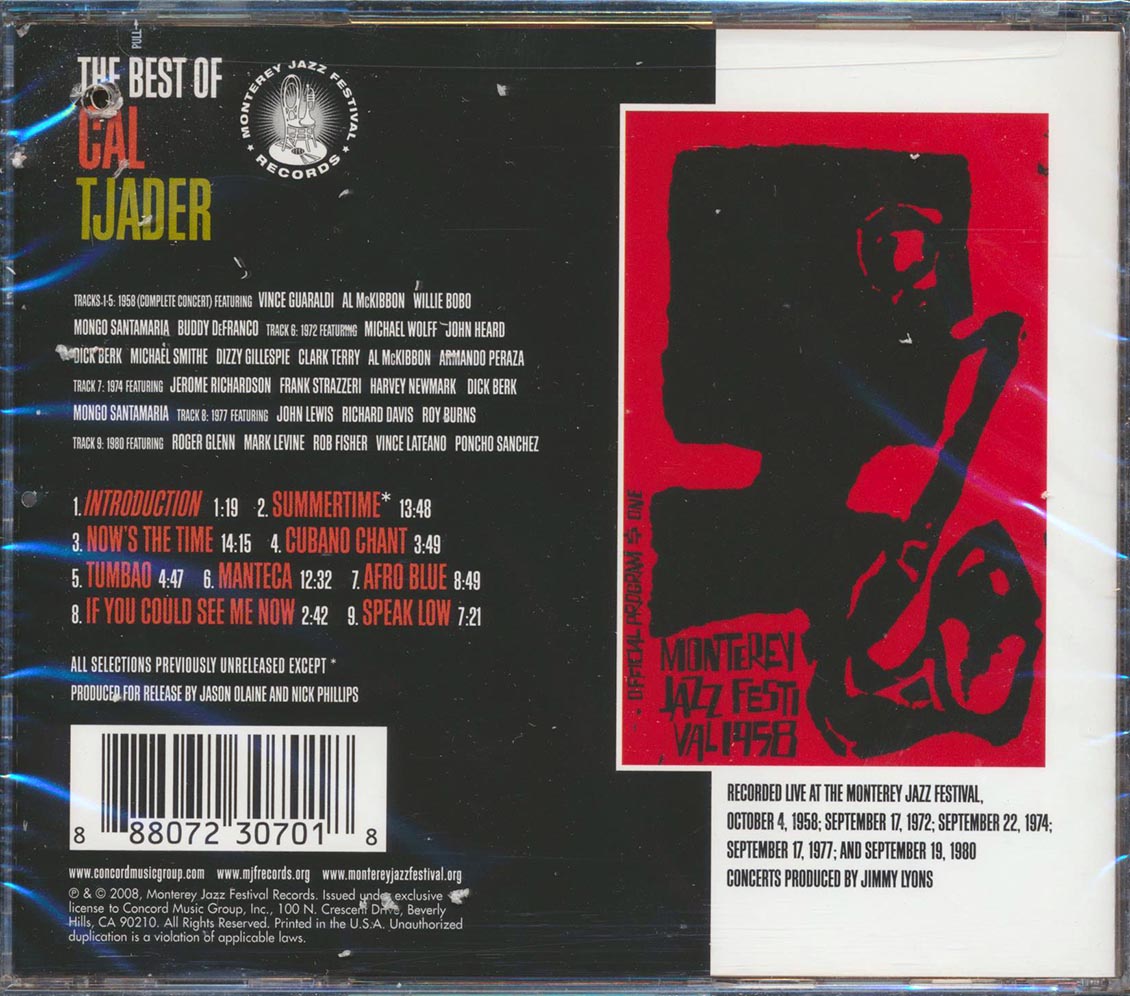 PULL
THE BEST OF
CAL
TJADER
MONTEREY JAZZ FESTIVAL
★ RECORDS ★
TRACKS 1-5: 1958 (COMPLETE CONCERT) FEATURING VINCE GUARALDI AL McKIBBON WILLIE BOBO
MONGO SANTAMARIA BUDDY DeFRANCO TRACK 6: 1972 FEATURING MICHAEL WOLFF JOHN HEARD
DICK BERK MICHAEL SMITHE DIZZY GILLESPIE CLARK TERRY AL McKIBBON ARMANDO PERAZA
TRACK 7: 1974 FEATURING JEROME RICHARDSON FRANK STRAZZERI HARVEY NEWMARK DICK BERK
MONGO SANTAMARIA TRACK 8: 1977 FEATURING JOHN LEWIS RICHARD DAVIS ROY BURNS
TRACK 9: 1980 FEATURING ROGER GLENN MARK LEVINE ROB FISHER VINCE LATEANO PONCHO SANCHEZ
1. INTRODUCTION 1:19 2. SUMMERTIME* 13:48
3. NOW'S THE TIME 14:15 4. CUBANO CHANT 3:49
5. TUMBAO 4:47 6. MANTECA 12:32 7. AFRO BLUE 8:49
8. IF YOU COULD SEE ME NOW 2:42 9. SPEAK LOW 7:21
ALL SELECTIONS PREVIOUSLY UNRELEASED EXCEPT *
PRODUCED FOR RELEASE BY JASON OLAINE AND NICK PHILLIPS
8 88072 30701 8
www.concordmusicgroup.com www.mjfrecords.org www.montereyjazzfestival.org
℗ & © 2008, Monterey Jazz Festival Records. Issued under exclusive
license to Concord Music Group, Inc., 100 N. Crescent Drive, Beverly
Hills, CA 90210. All Rights Reserved. Printed in the U.S.A. Unauthorized
duplication is a violation of applicable laws.
OFFICIAL PROGRAM $ ONE
MONTEREY
JAZZ FESTI
VAL 1958
RECORDED LIVE AT THE MONTEREY JAZZ FESTIVAL,
OCTOBER 4, 1958; SEPTEMBER 17, 1972; SEPTEMBER 22, 1974;
SEPTEMBER 17, 1977; AND SEPTEMBER 19, 1980
CONCERTS PRODUCED BY JIMMY LYONS